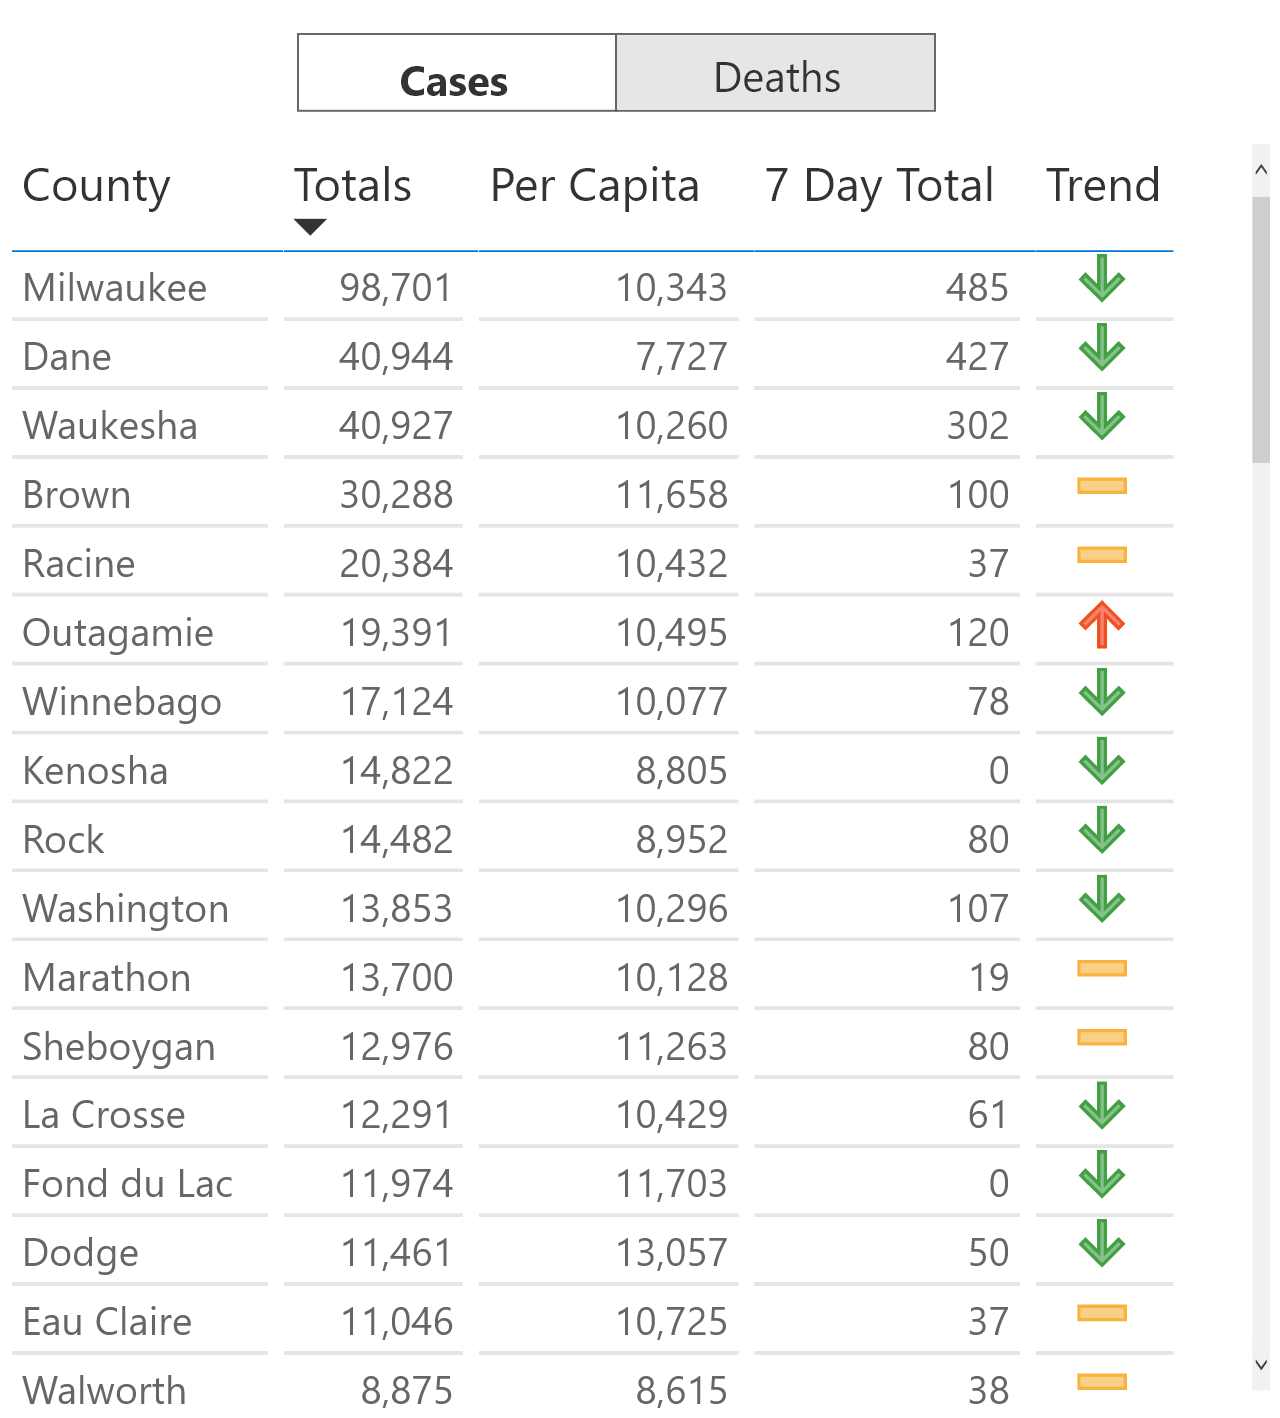 Cases Deaths
County Totals Per Capita 7 Day Total Trend
Milwaukee 98,701 10,343 485
Dane 40,944 7,727 427
Waukesha 40,927 10,260 302
Brown 30,288 11,658 100
Racine 20,384 10,432 37
Outagamie 19,391 10,495 120
Winnebago 17,124 10,077 78
Kenosha 14,822 8,805 0
Rock 14,482 8,952 80
Washington 13,853 10,296 107
Marathon 13,700 10,128 19
Sheboygan 12,976 11,263 80
La Crosse 12,291 10,429 61
Fond du Lac 11,974 11,703 0
Dodge 11,461 13,057 50
Eau Claire 11,046 10,725 37
Walworth 8,875 8,615 38